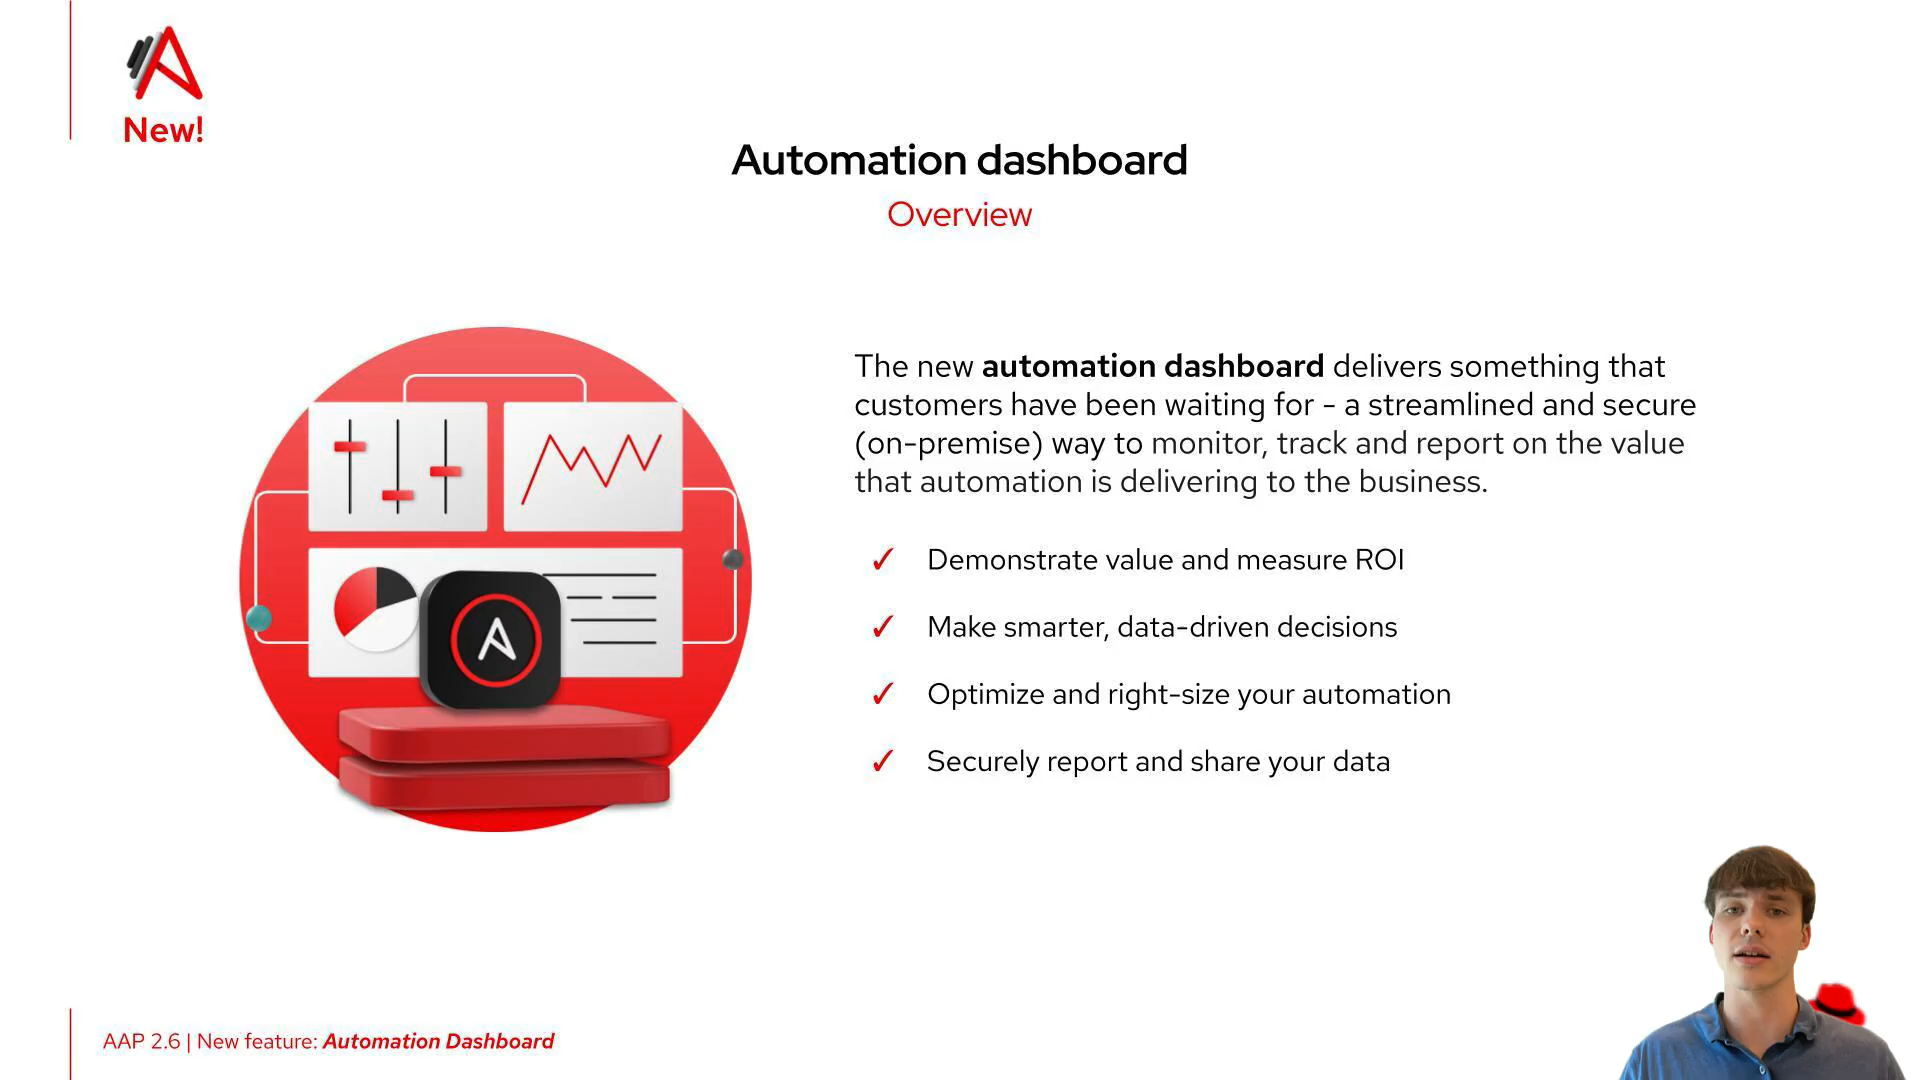 New!
Automation dashboard
Overview
The new automation dashboard delivers something that
customers have been waiting for - a streamlined and secure
(on-premise) way to monitor, track and report on the value
that automation is delivering to the business.
✓ Demonstrate value and measure ROI
✓ Make smarter, data-driven decisions
✓ Optimize and right-size your automation
✓ Securely report and share your data
AAP 2.6 | New feature: Automation Dashboard